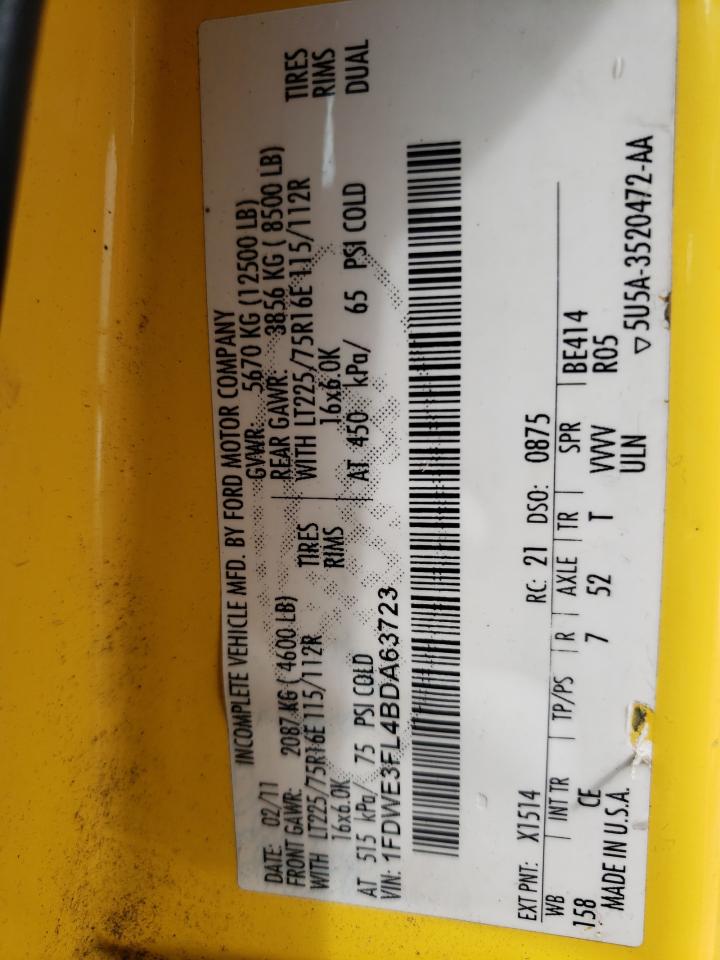 INCOMPLETE VEHICLE MFD. BY FORD MOTOR COMPANY
DATE: 02/11 GVWR: 5670 KG (12500 LB)
FRONT GAWR: 2087 KG ( 4600 LB) REAR GAWR: 3856 KG ( 8500 LB)
WITH LT225/75R16E 115/112R TIRES WITH LT225/75R16E 115/112R TIRES
16x6.0K RIMS 16x6.0K RIMS
AT 515 kPa/ 75 PSI COLD AT 450 kPa/ 65 PSI COLD DUAL
VIN: 1FDWE3FL4BDA63723
EXT PNT: X1514 RC: 21 DSO: 0875
WB INT TR TP/PS R AXLE TR SPR BE414
158 CE 7 52 T VVVV R05
MADE IN U.S.A. ULN
▽ 5U5A-3520472-AA